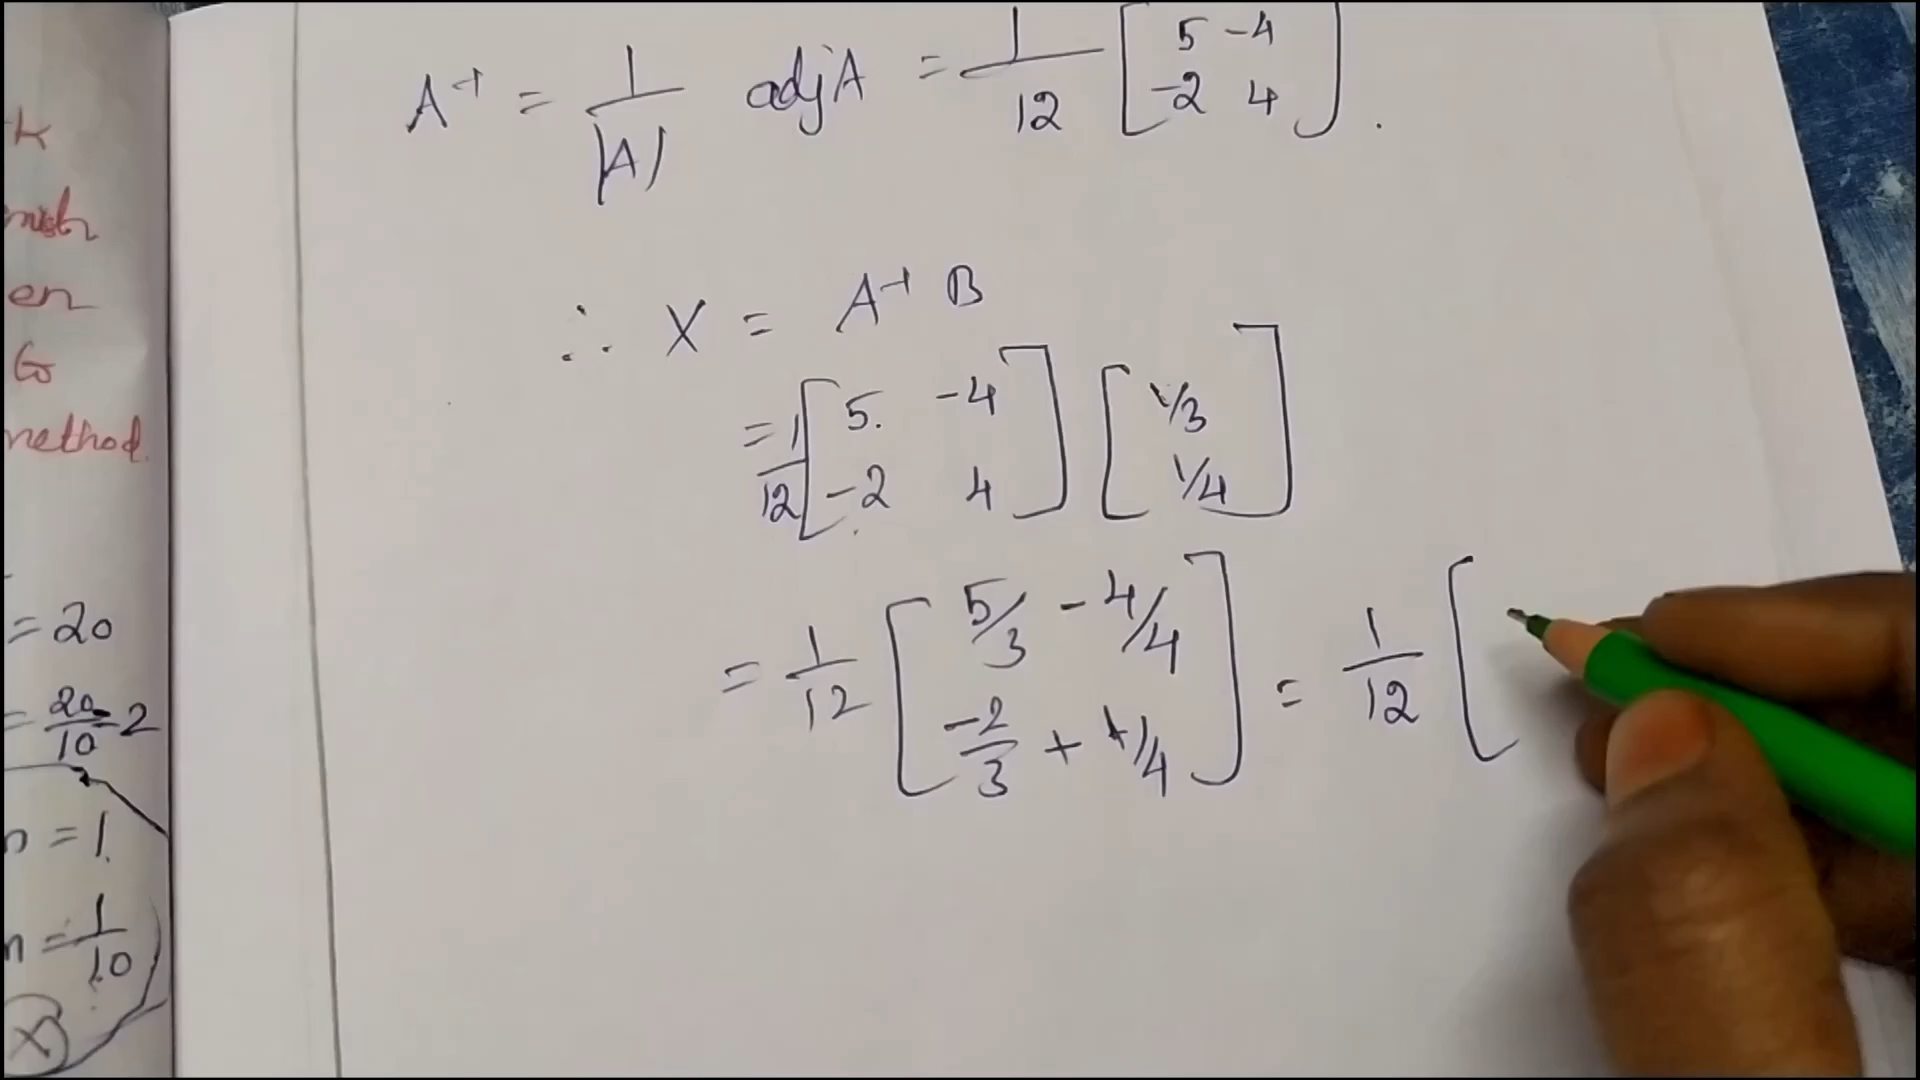 k
en
to
method.
= 20
= 20/10 = 2
n = 1.
n = 1/10
x
A⁻¹ = 1/|A| adjA = 1/12 [5 -4
-2 4] .
∴ X = A⁻¹ B
= 1/12 [5. -4
-2 4] [1/3
1/4]
= 1/12 [5/3 - 4/4
-2/3 + 4/4] = 1/12 [